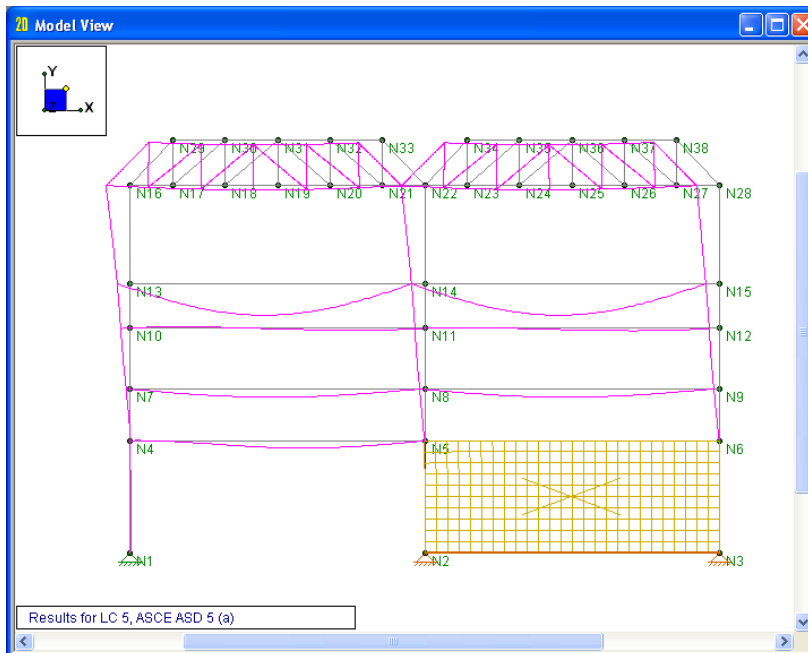 2D Model View
Y
Z X
N29 N30 N31 N32 N33 N34 N35 N36 N37 N38
N16 N17 N18 N19 N20 N21 N22 N23 N24 N25 N26 N27 N28
N13 N14 N15
N10 N11 N12
N7 N8 N9
N4 N5 N6
N1 N2 N3
Results for LC 5, ASCE ASD 5 (a)